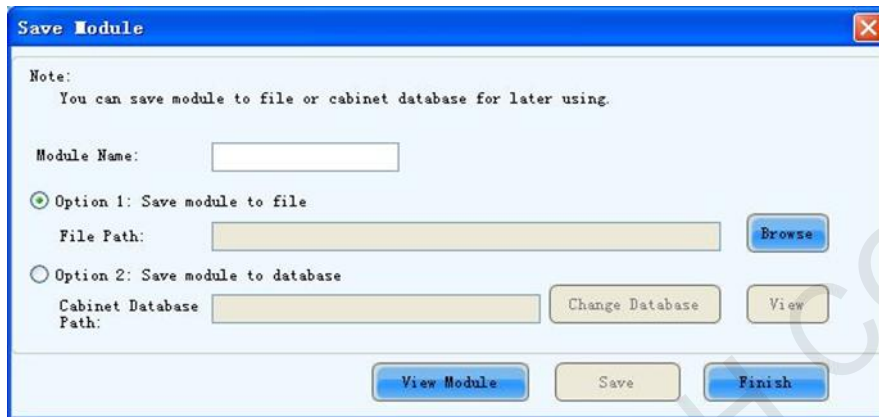 Save Module
Note:
You can save module to file or cabinet database for later using.
Module Name:
Option 1: Save module to file
File Path:
Browse
Option 2: Save module to database
Cabinet Database
Path:
Change Database
View
View Module
Save
Finish